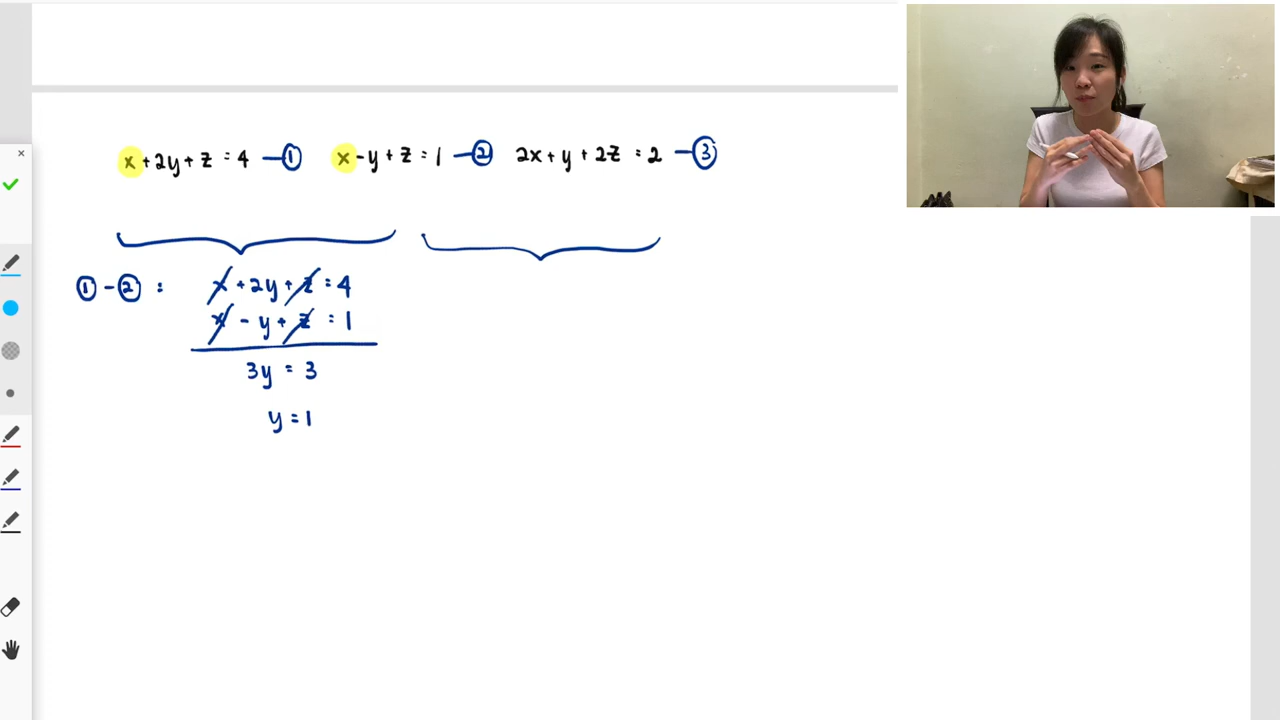 x + 2y + z = 4 — ① x - y + z = 1 — ② 2x + y + 2z = 2 — ③
① - ② : x + 2y + z = 4
x - y + z = 1
3y = 3
y = 1